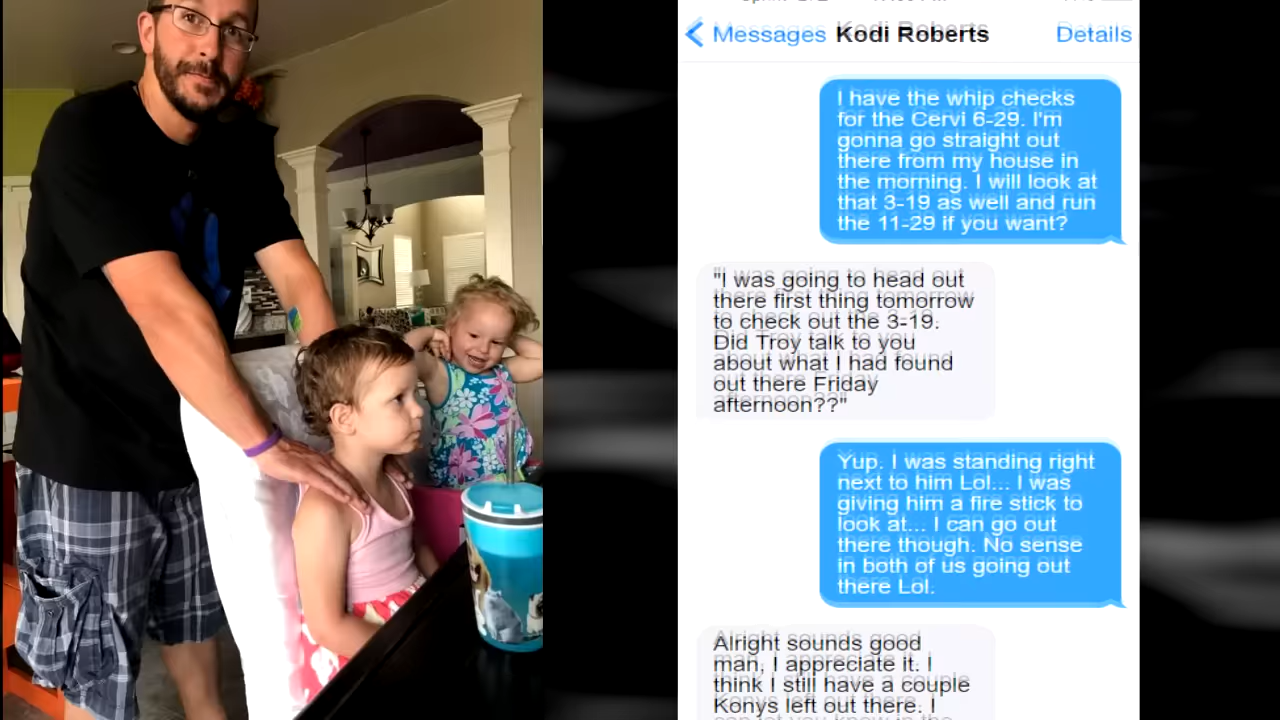 Messages
Kodi Roberts
Details
I have the whip checks
for the Cervi 6-29. I'm
gonna go straight out
there from my house in
the morning. I will look at
that 3-19 as well and run
the 11-29 if you want?
"I was going to head out
there first thing tomorrow
to check out the 3-19.
Did Troy talk to you
about what I had found
out there Friday
afternoon??"
Yup. I was standing right
next to him Lol... I was
giving him a fire stick to
look at... I can go out
there though. No sense
in both of us going out
there Lol.
Alright sounds good
man, I appreciate it. I
think I still have a couple
Konys left out there. I